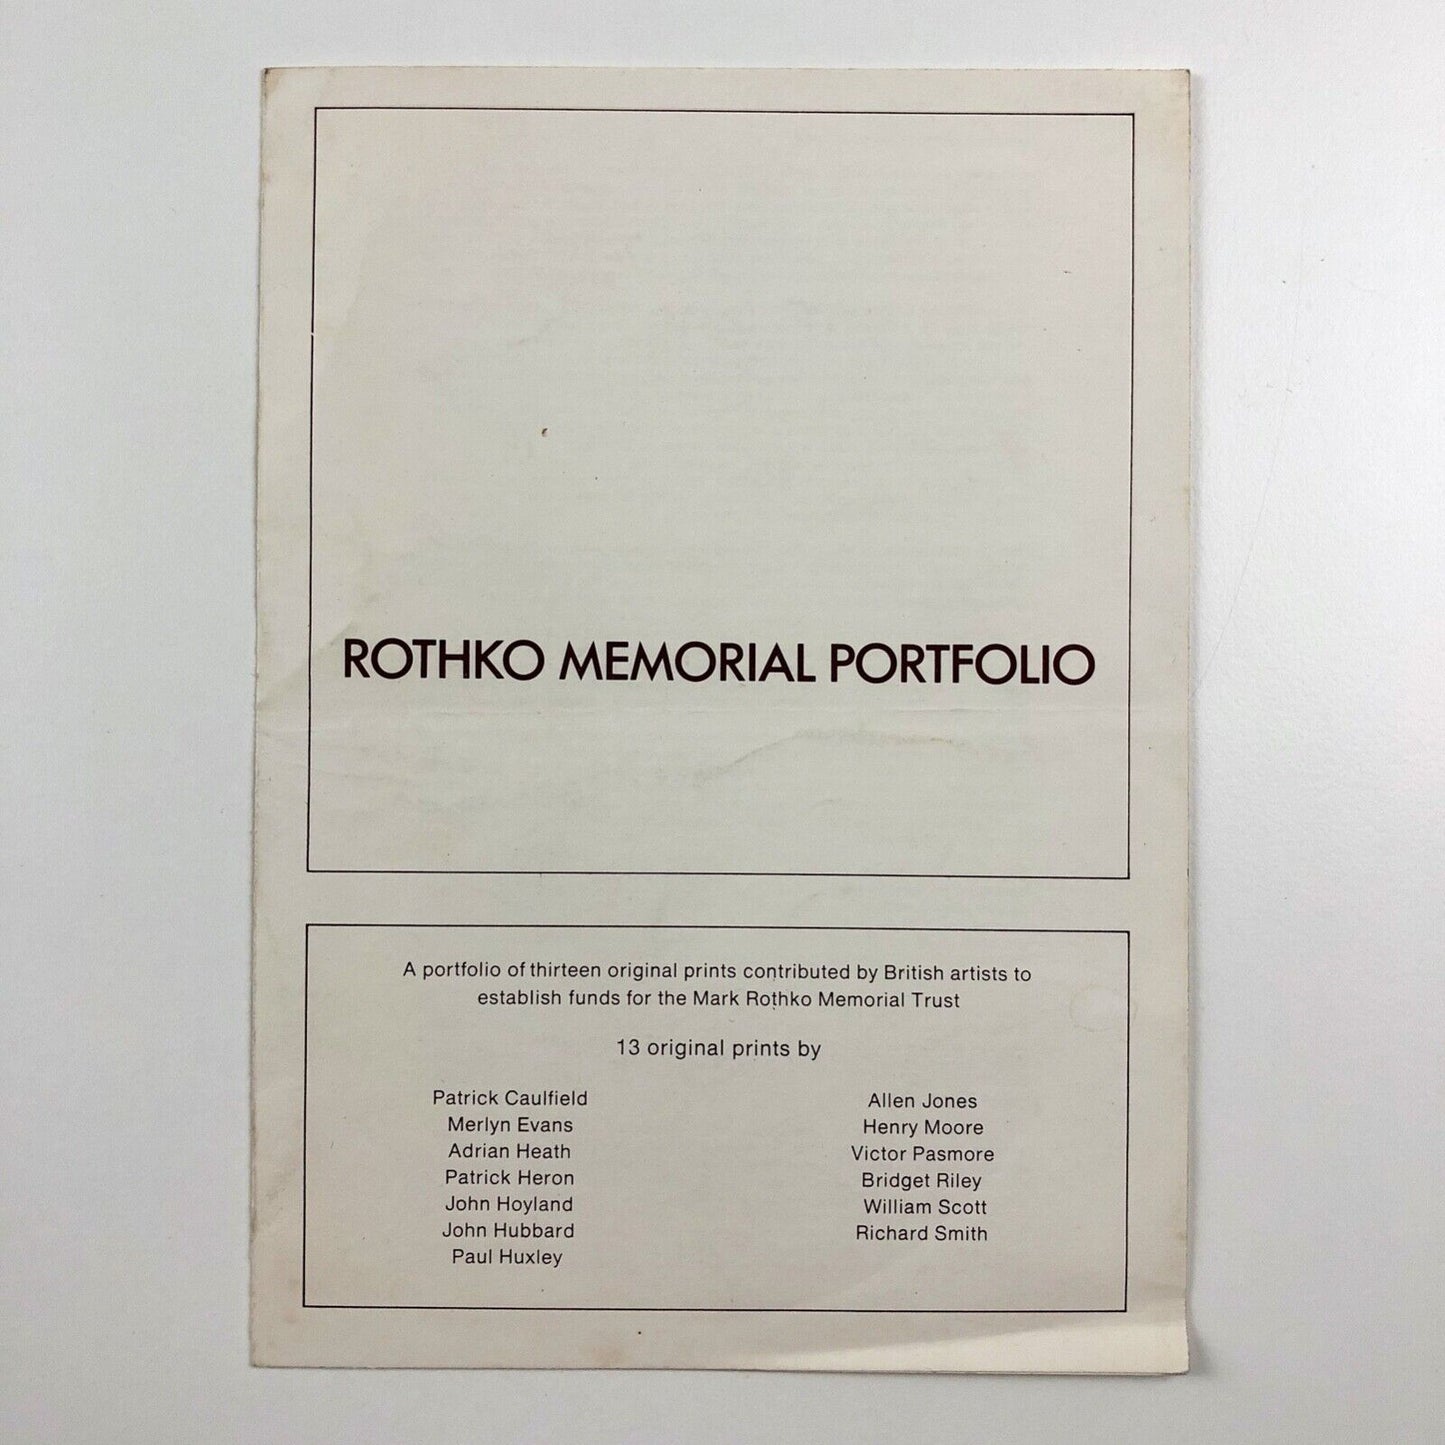 ROTHKO MEMORIAL PORTFOLIO
A portfolio of thirteen original prints contributed by British artists to
establish funds for the Mark Rothko Memorial Trust
13 original prints by
Patrick Caulfield
Merlyn Evans
Adrian Heath
Patrick Heron
John Hoyland
John Hubbard
Paul Huxley
Allen Jones
Henry Moore
Victor Pasmore
Bridget Riley
William Scott
Richard Smith